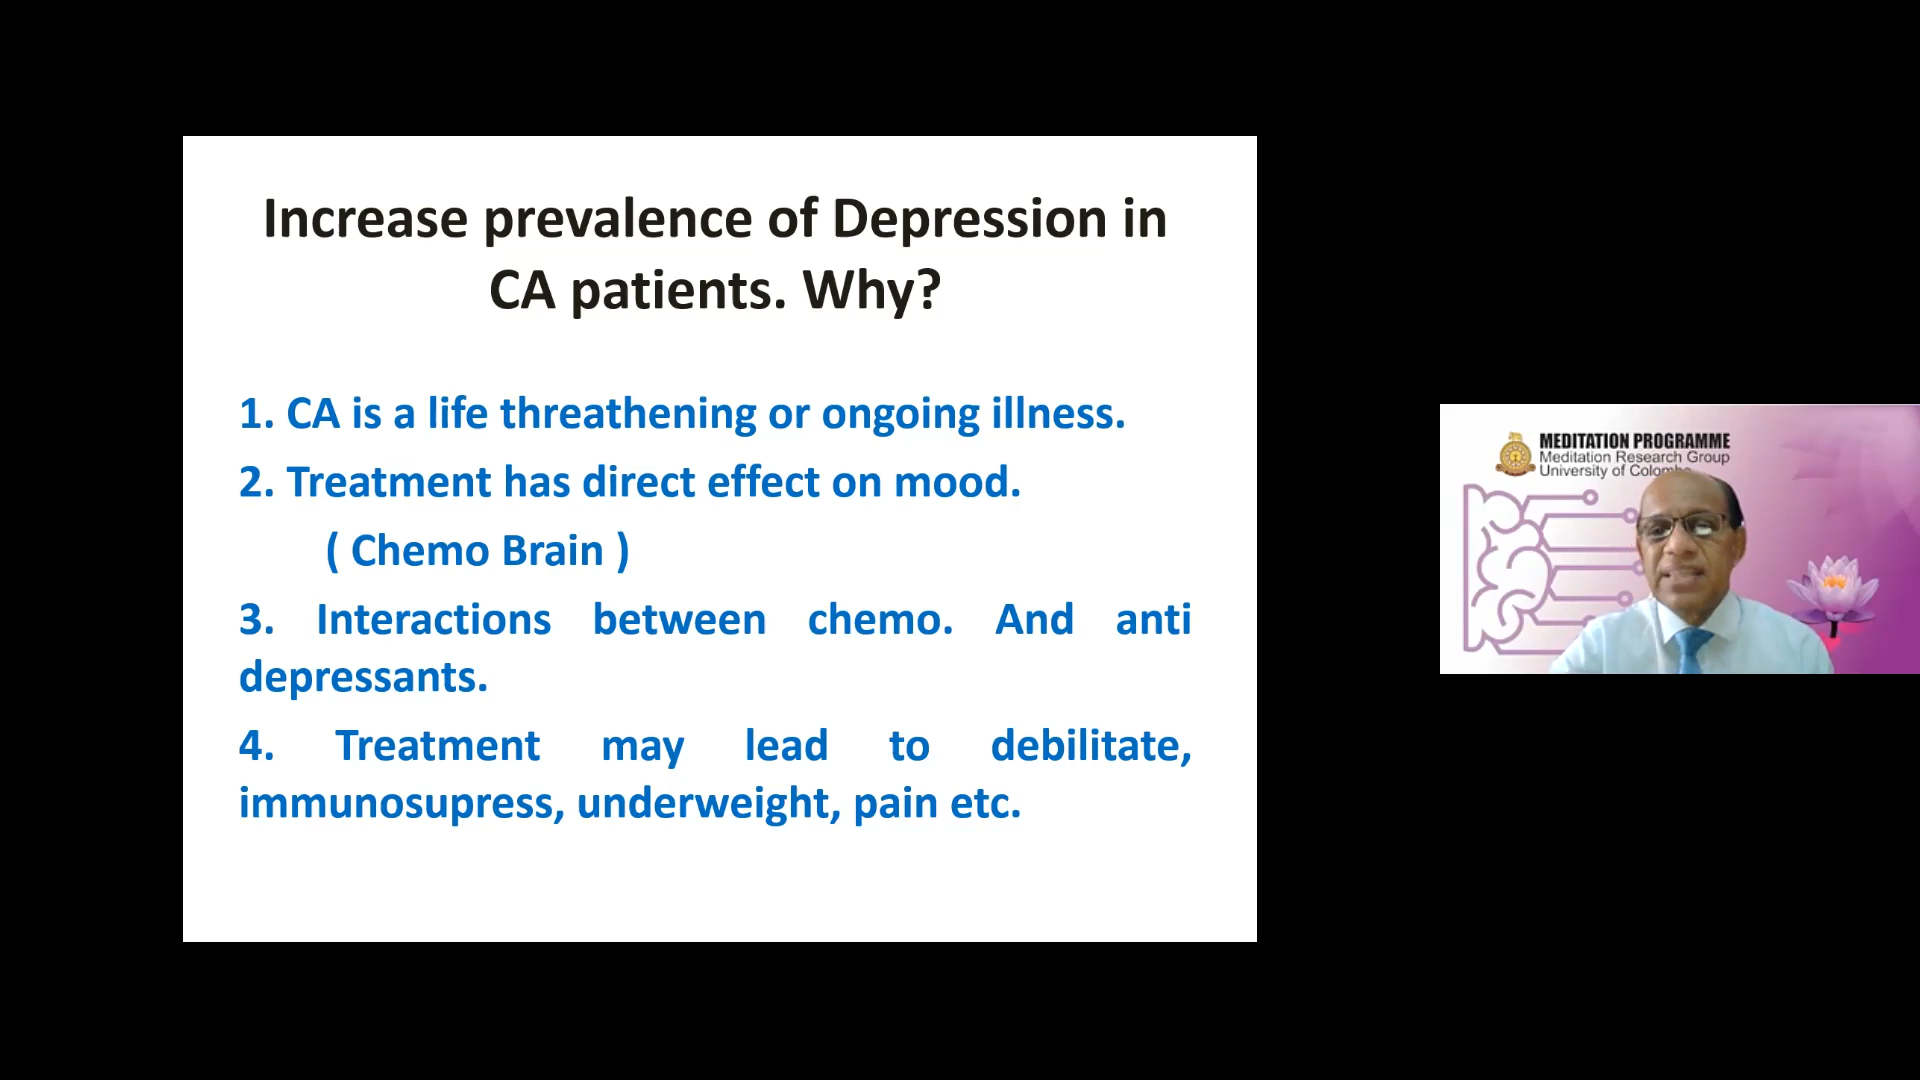 Increase prevalence of Depression in
CA patients. Why?
1. CA is a life threathening or ongoing illness.
2. Treatment has direct effect on mood.
( Chemo Brain )
3. Interactions between chemo. And anti
depressants.
4. Treatment may lead to debilitate,
immunosupress, underweight, pain etc.
MEDITATION PROGRAMME
Meditation Research Group
University of Colombo